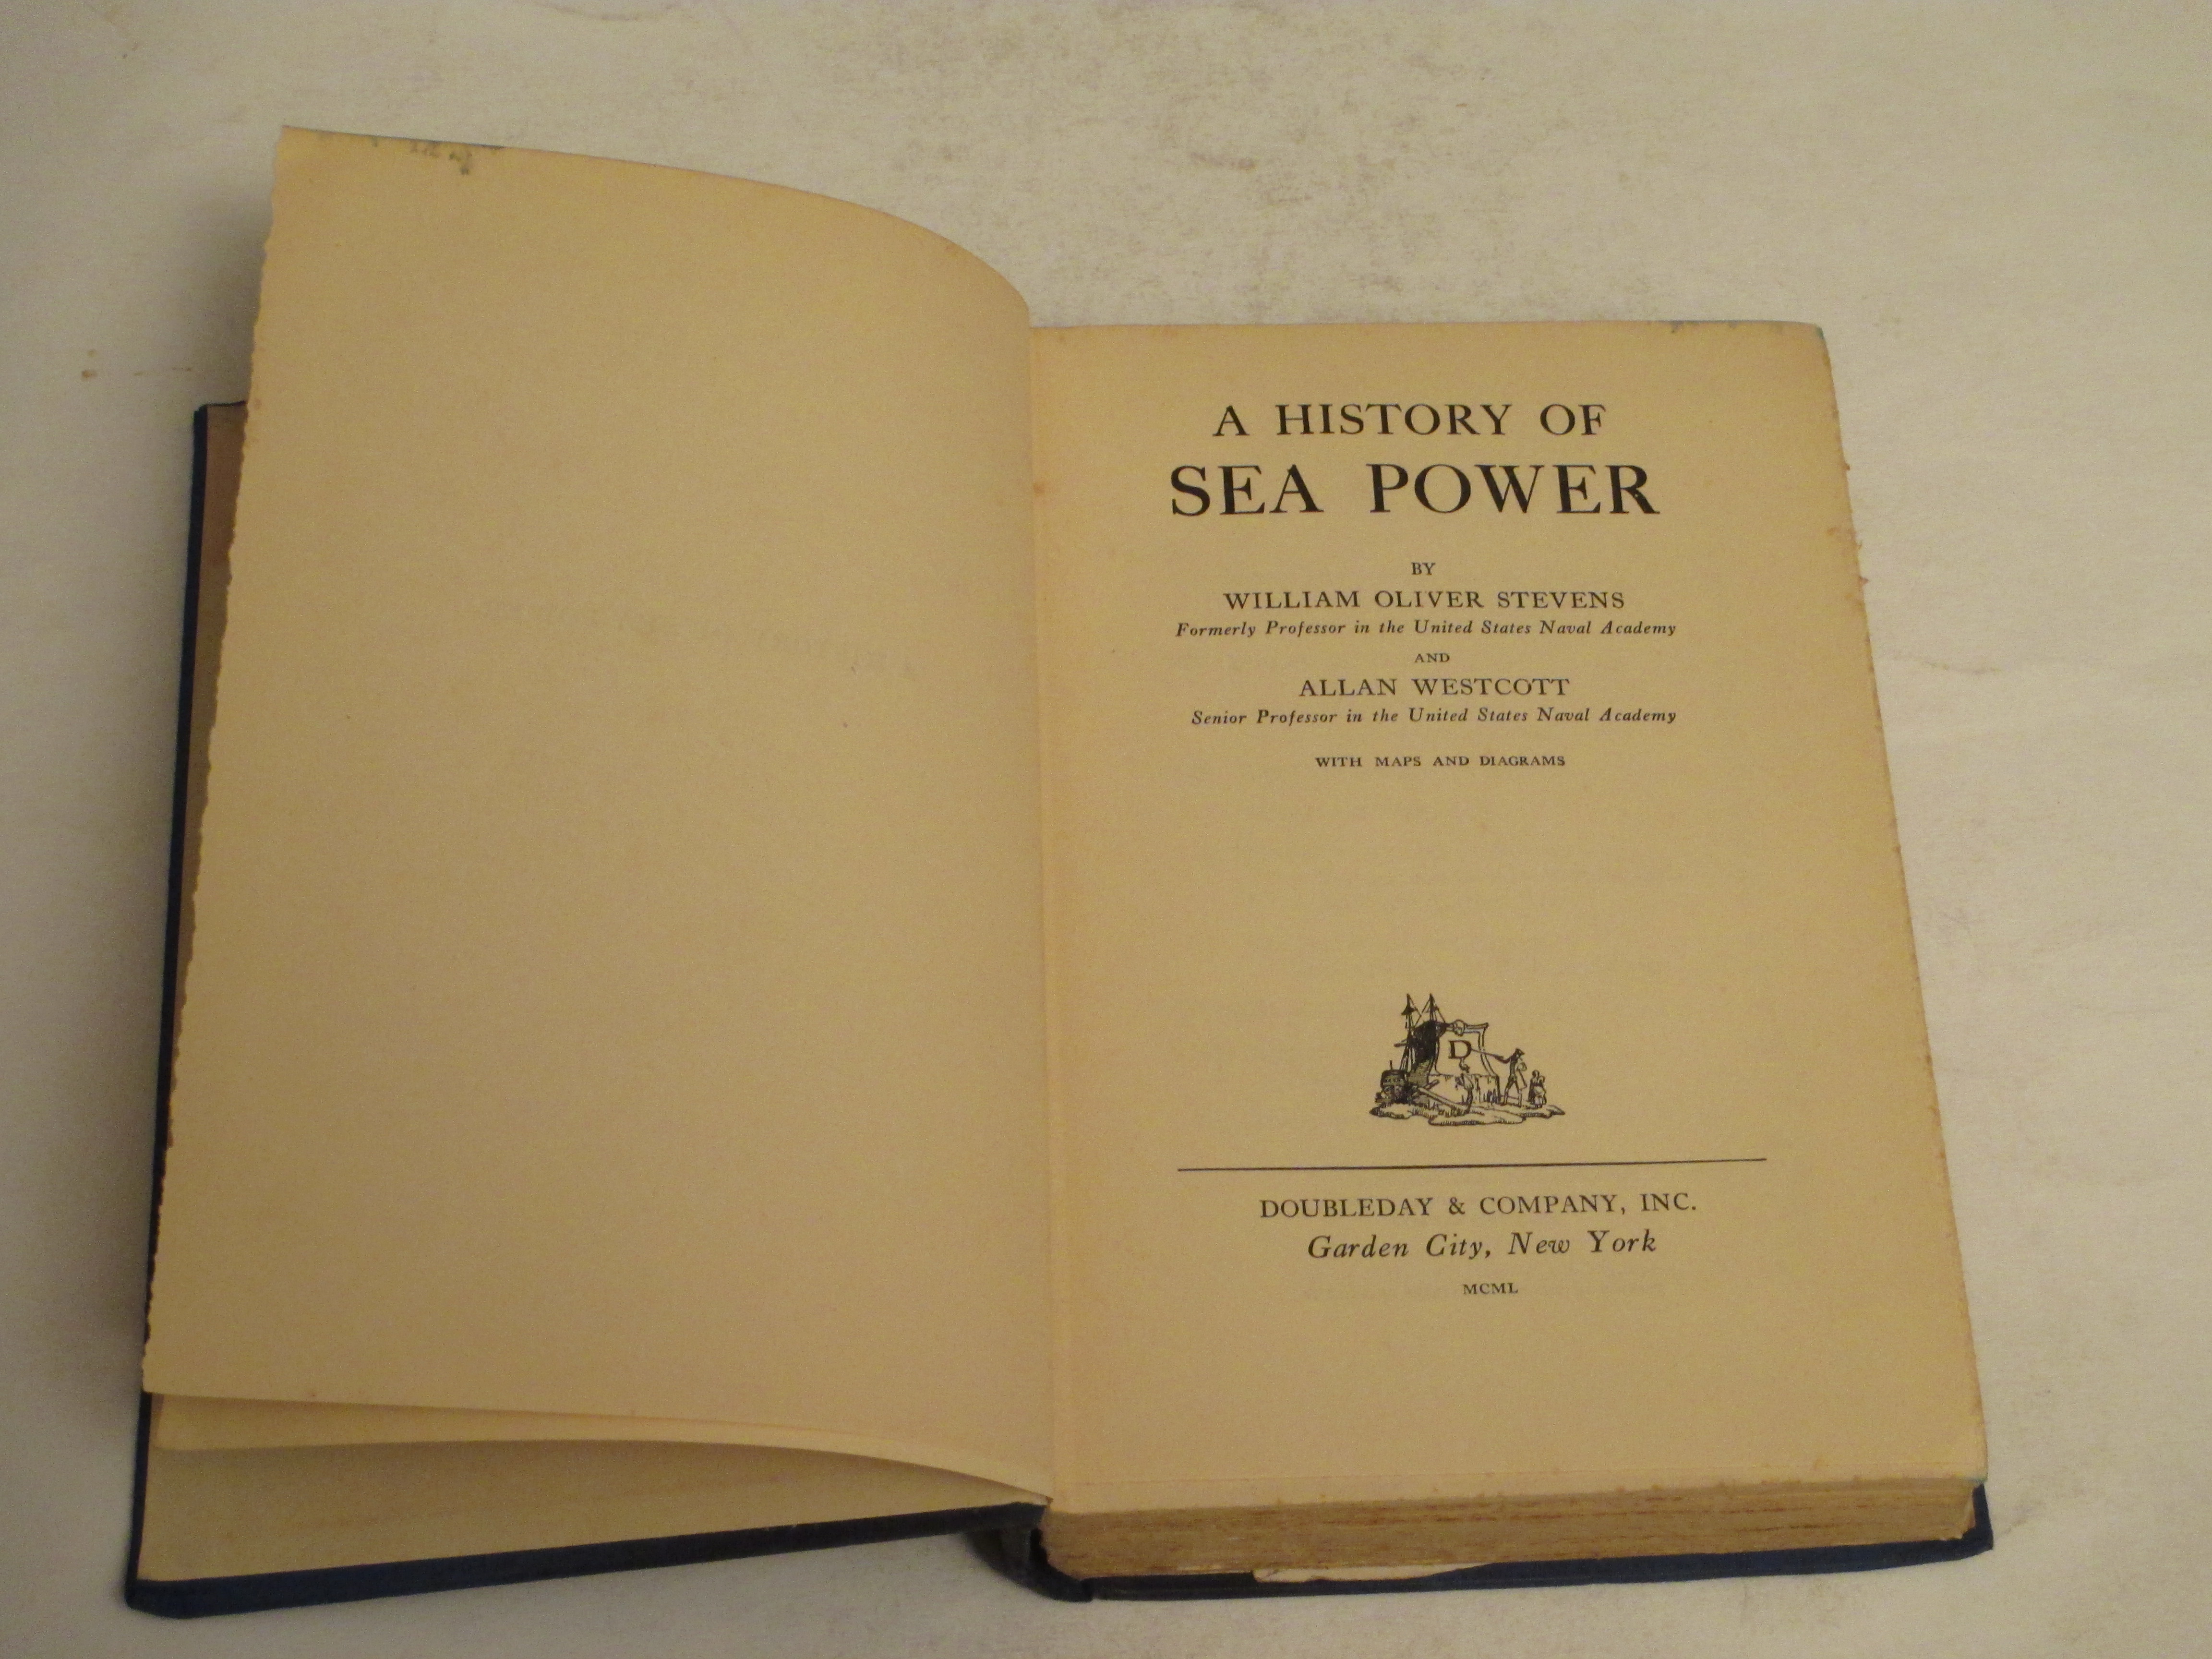 A HISTORY OF
SEA POWER
BY
WILLIAM OLIVER STEVENS
Formerly Professor in the United States Naval Academy
AND
ALLAN WESTCOTT
Senior Professor in the United States Naval Academy
WITH MAPS AND DIAGRAMS
D
DOUBLEDAY & COMPANY, INC.
Garden City, New York
MCML